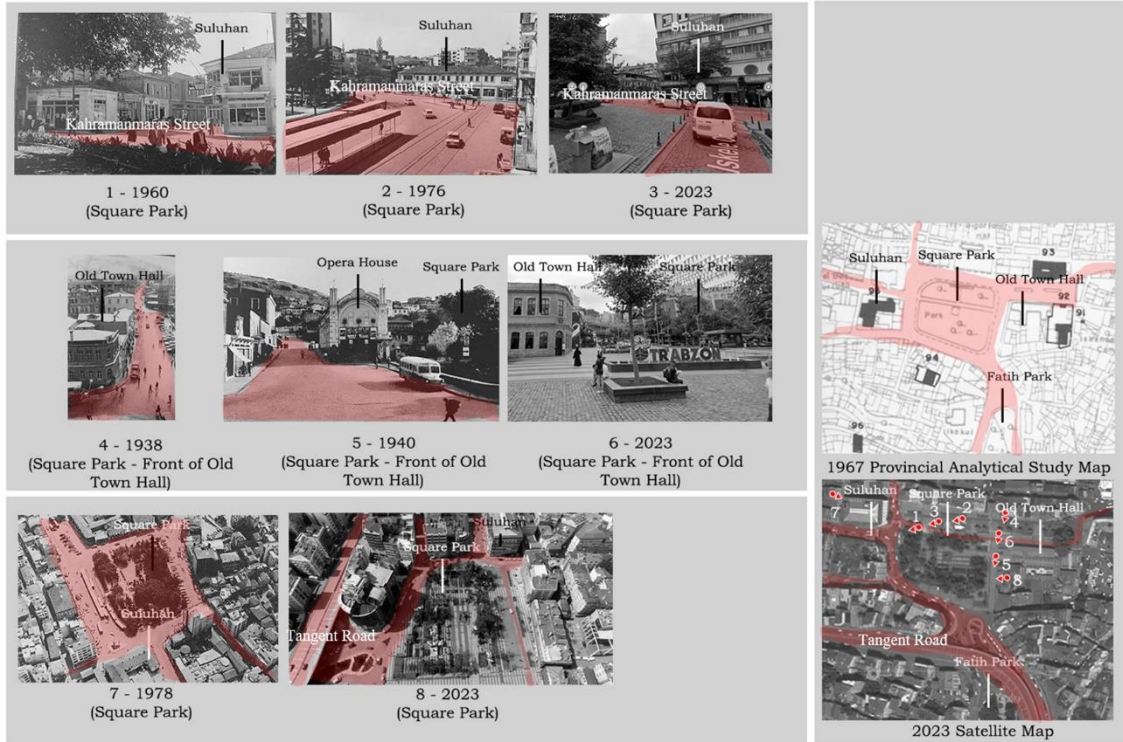 Suluhan
Kahramanmaras Street
1 - 1960
(Square Park)
Suluhan
Kahramanmaras Street
2 - 1976
(Square Park)
Suluhan
Kahramanmaras Street
3 - 2023
(Square Park)
Old Town Hall
4 - 1938
(Square Park - Front of Old
Town Hall)
Opera House
Square Park
5 - 1940
(Square Park - Front of Old
Town Hall)
Old Town Hall
Square Park
TRABZON
6 - 2023
(Square Park - Front of Old
Town Hall)
Square Park
Suluhan
7 - 1978
(Square Park)
Suluhan
Square Park
Tangent Road
8 - 2023
(Square Park)
Suluhan
Square Park
93
Old Town Hall
92
91
Park
94
Fatih Park
96
1967 Provincial Analytical Study Map
Suluhan
Square Park
Old Town Hall
7
1
3
2
4
6
5
8
Tangent Road
Fatih Park
2023 Satellite Map